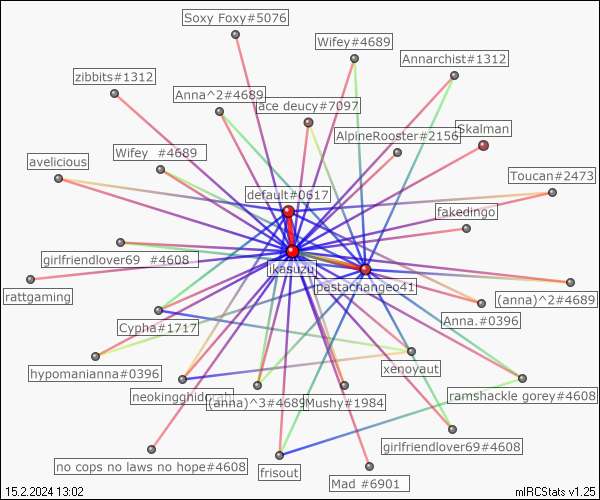 Soxy Foxy#5076
Wifey#4689
Annarchist#1312
zibbits#1312
Anna^2#4689
ace deucy#7097
AlpineRooster#2156
Skalman
avelicious
Wifey #4689
Toucan#2473
default#0617
fakedingo
girlfriendlover69 #4608
jkasuzu
pastachangeo41
rattgaming
(anna)^2#4689
Anna.#0396
Cypha#1717
hypomanianna#0396
xenoyaut
neokingghidorah
(anna)^3#4689
Mushy#1984
ramshackle gorey#4608
girlfriendlover69#4608
no cops no laws no hope#4608
frisout
Mad #6901
15.2.2024 13:02
mIRCStats v1.25